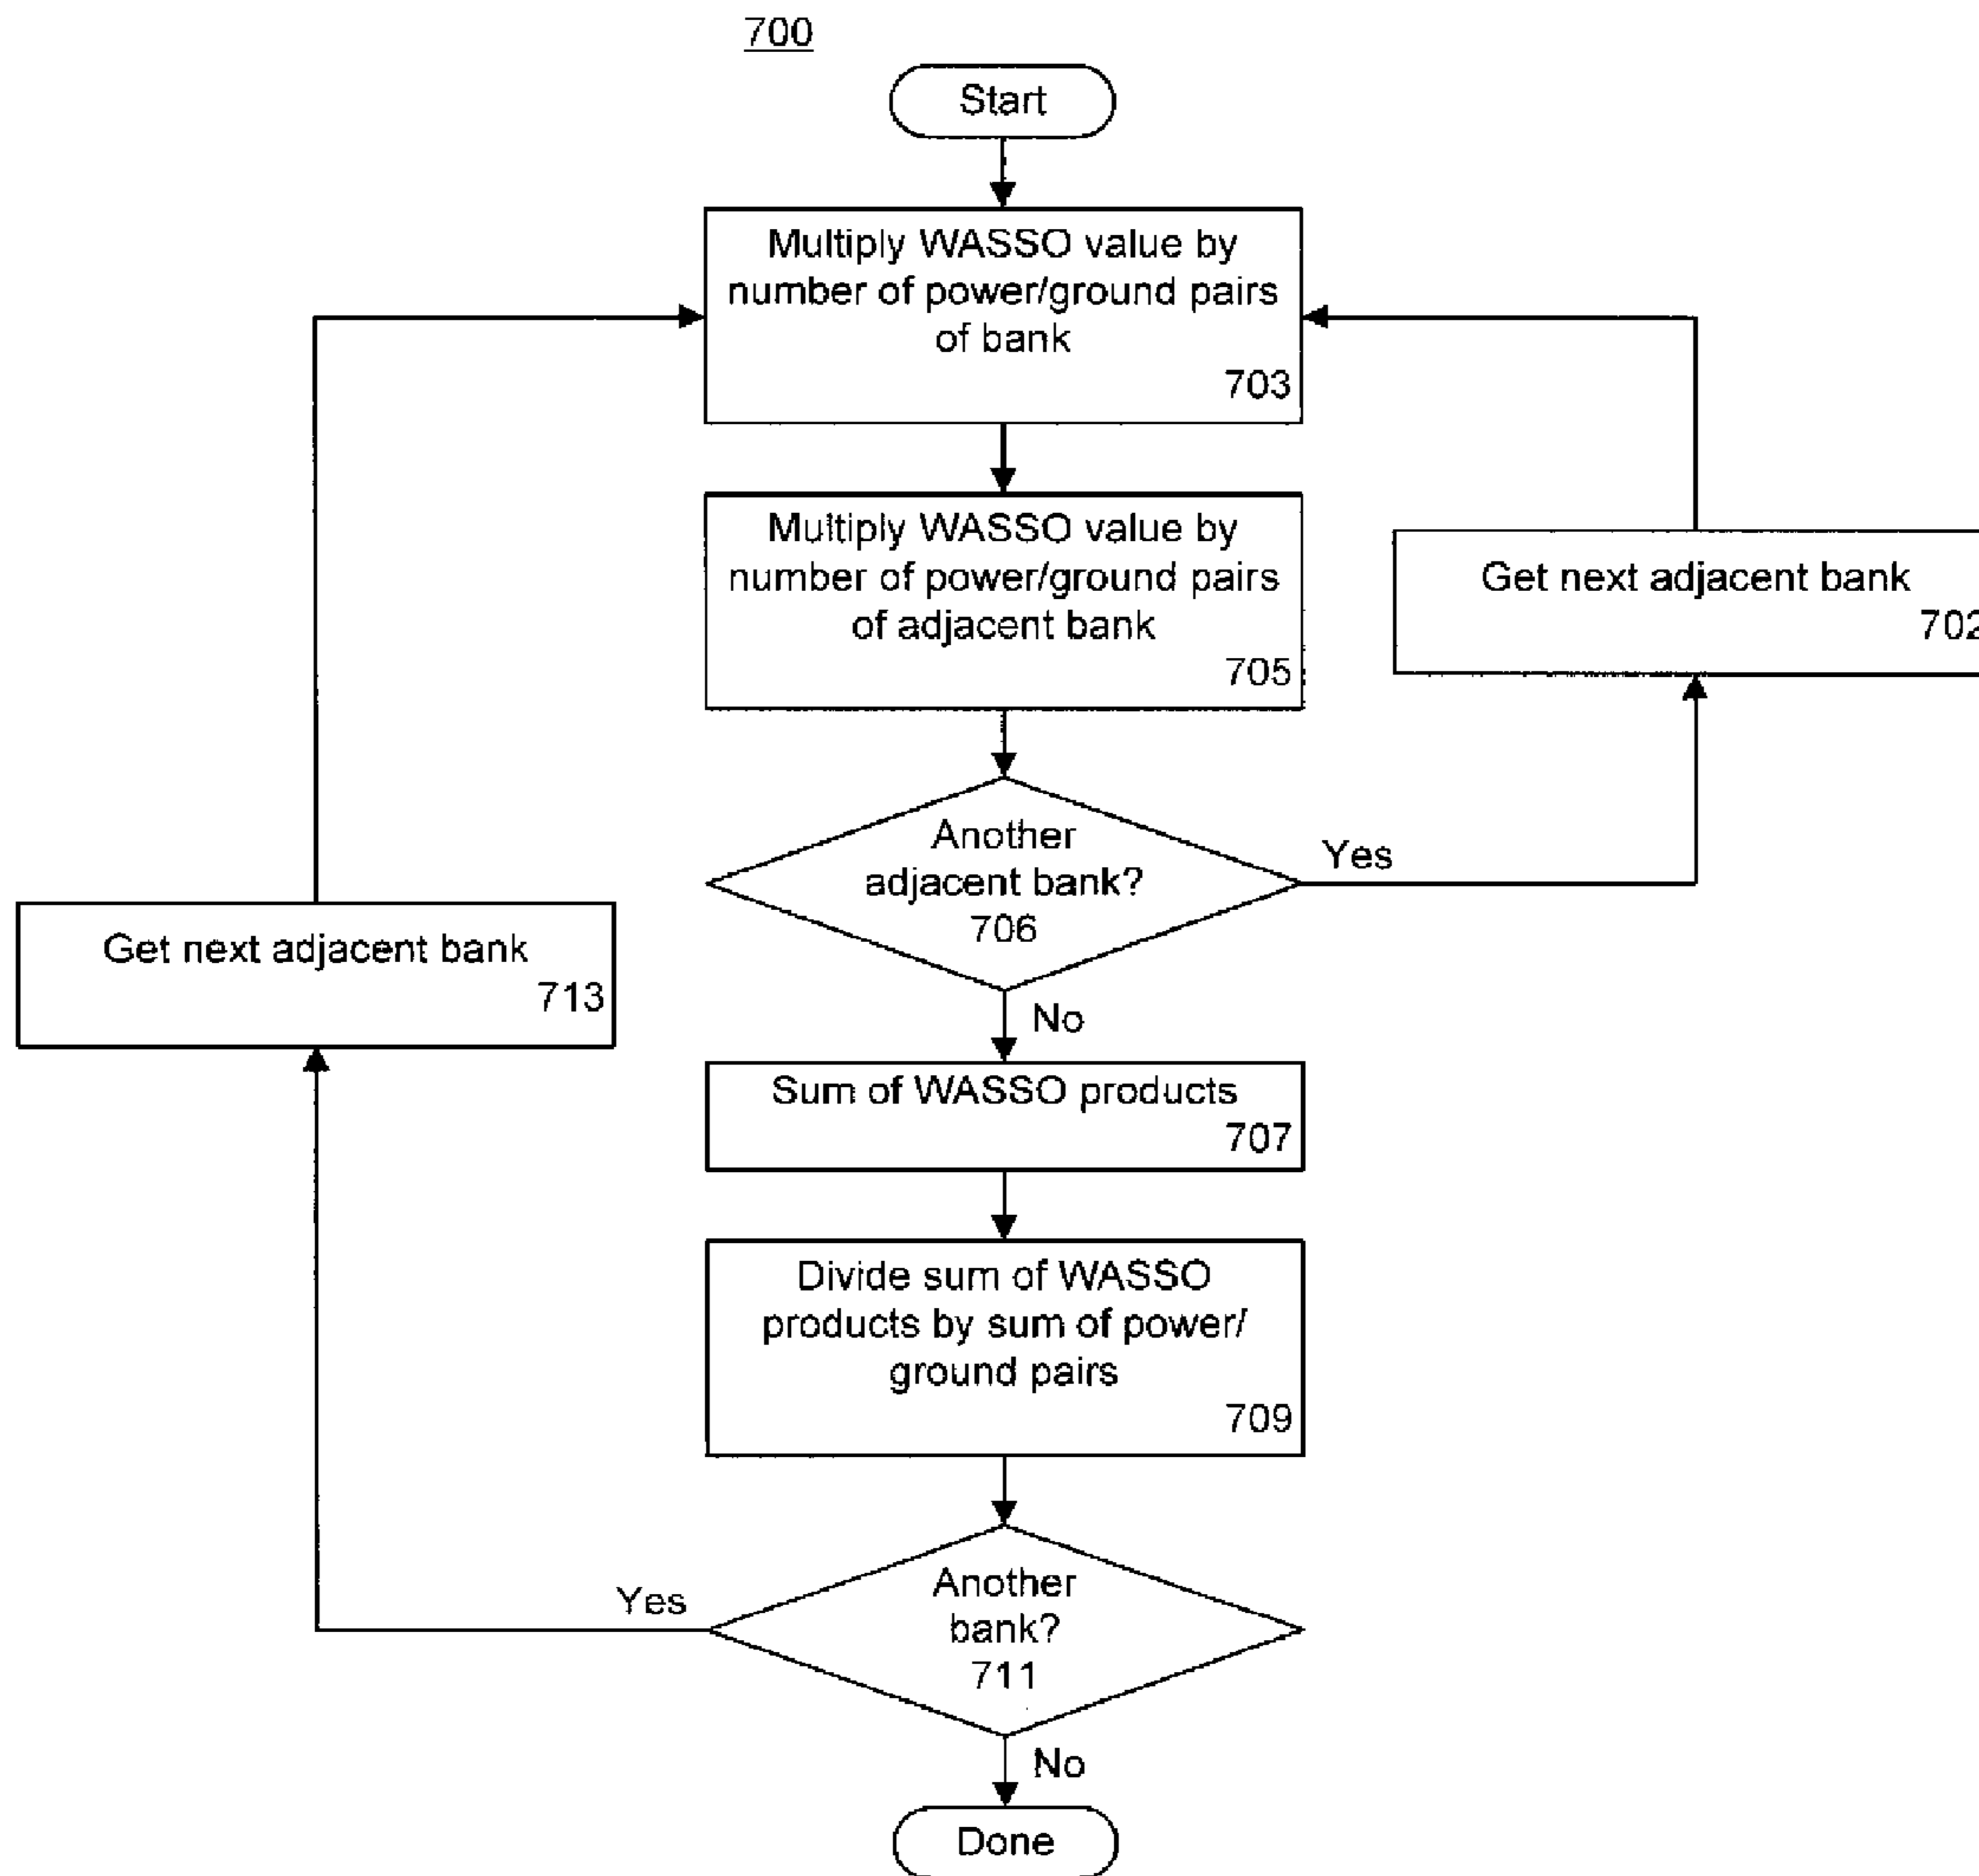 700
Start
Multiply WASSO value by
number of power/ground pairs
of bank
703
Multiply WASSO value by
number of power/ground pairs
of adjacent bank
705
Get next adjacent bank
702
Another
adjacent bank?
706
Yes
Get next adjacent bank
713
No
Sum of WASSO products
707
Divide sum of WASSO
products by sum of power/
ground pairs
709
Another
bank?
711
Yes
No
Done